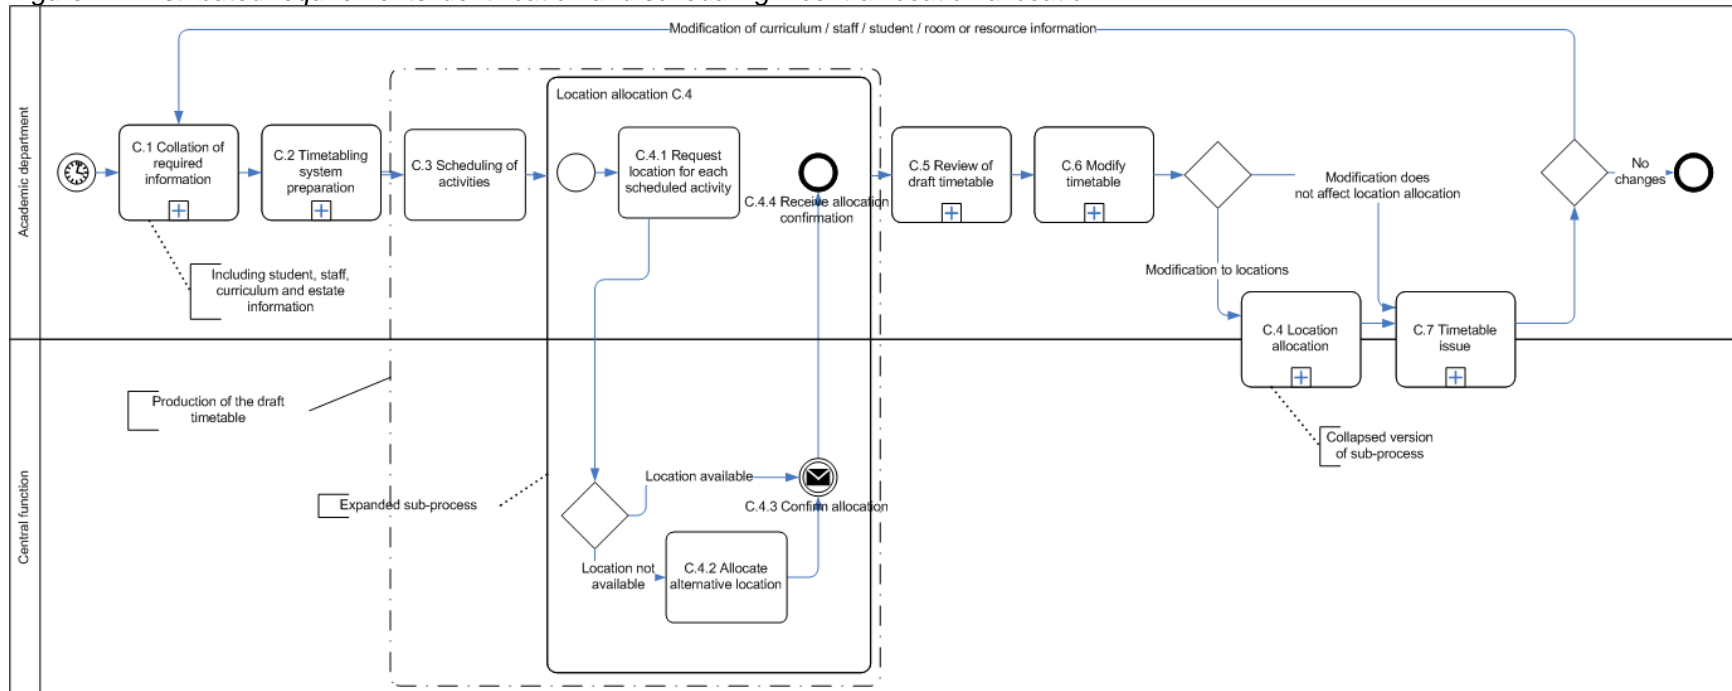 Modification of curriculum / staff / student / room or resource information
Academic department
Location allocation C.4
C.1 Collation of
required
information
C.2 Timetabling
system
preparation
C.3 Scheduling of
activities
C.4.1 Request
location for each
scheduled activity
C.4.4 Receive allocation
confirmation
C.5 Review of
draft timetable
C.6 Modify
timetable
Modification does
not affect location allocation
No
changes
Including student, staff,
curriculum and estate
information
Modification to locations
C.4 Location
allocation
C.7 Timetable
issue
Central function
Production of the draft
timetable
Collapsed version
of sub-process
Expanded sub-process
Location available
C.4.3 Confirm allocation
Location not
available
C.4.2 Allocate
alternative location